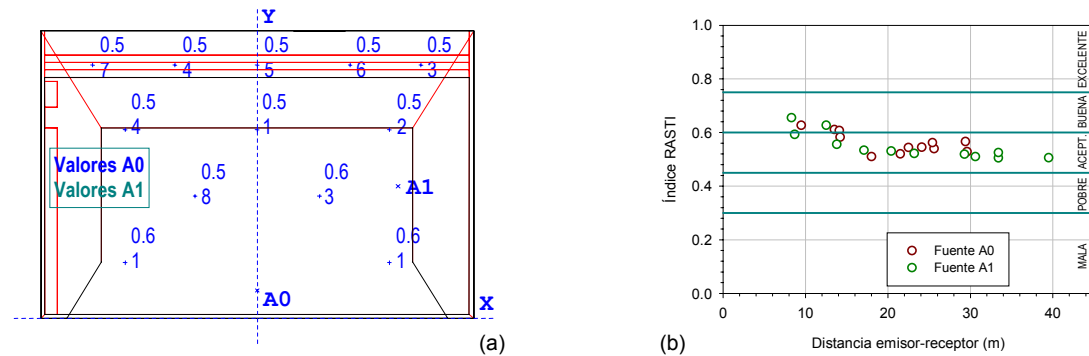 Y
0.5 0.5 0.5 0.5 0.5
7 4 5 6 3
0.5 0.5 0.5
4 1 2
Valores A0
Valores A1
0.5 0.6
8 3
A1
0.6 0.6
1 1
A0
X
(a)
Índice RASTI
1.0
0.8
0.6
0.4
0.2
0.0
0 10 20 30 40
Distancia emisor-receptor (m)
EXCELENTE
BUENA
ACEPT.
POBRE
MALA
Fuente A0
Fuente A1
(b)